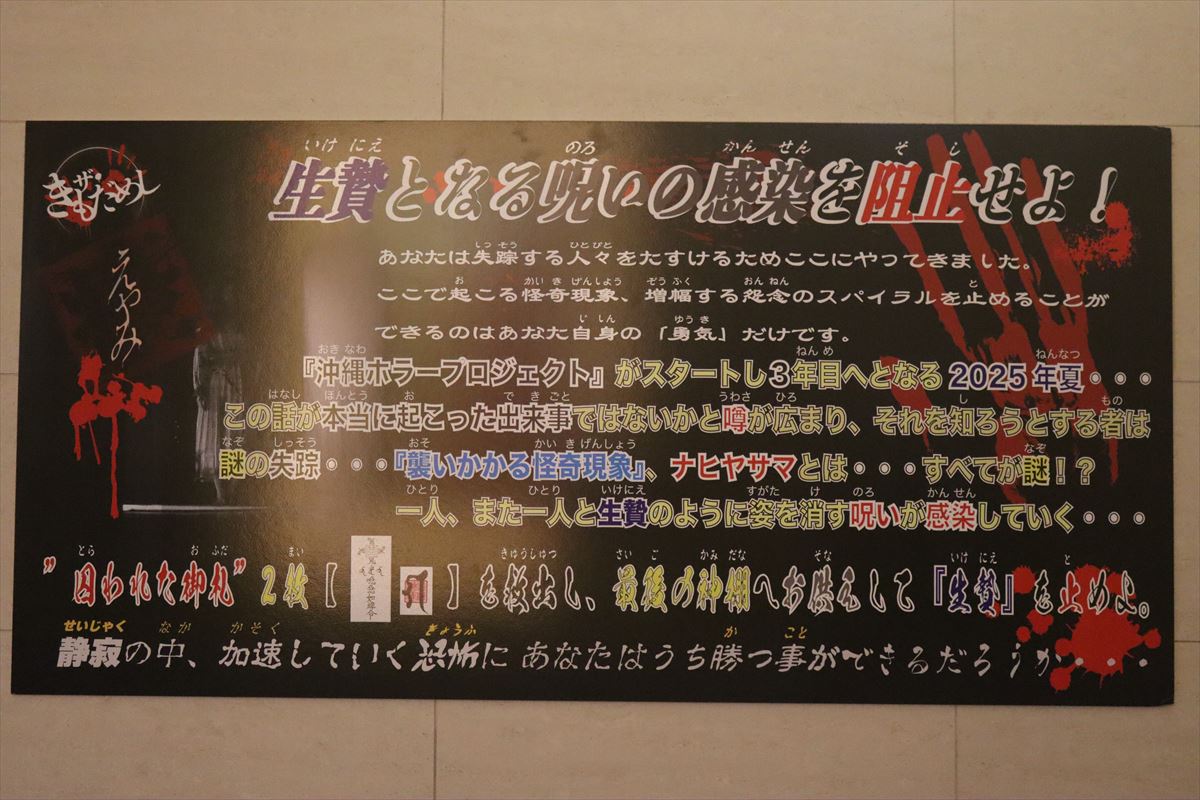 ザ・きもだめし
えやみ
生贄となる呪いの感染を阻止せよ！
あなたは失踪する人々をたすけるためここにやってきました。
ここで起こる怪奇現象、増幅する怨念のスパイラルを止めることが
できるのはあなた自身の「勇気」だけです。
『沖縄ホラープロジェクト』がスタートし3年目へとなる2025年夏・・・
この話が本当に起こった出来事ではないかと噂が広まり、それを知ろうとする者は
謎の失踪・・・『襲いかかる怪奇現象』、ナヒヤサマとは・・・すべてが謎！？
一人、また一人と生贄のように姿を消す呪いが感染していく・・・
”囚われた御札”2枚【 】を救出し、最後の神棚へお供えして『生贄』を止めよ。
静寂の中、加速していく恐怖にあなたはうち勝つ事ができるだろうか・・・